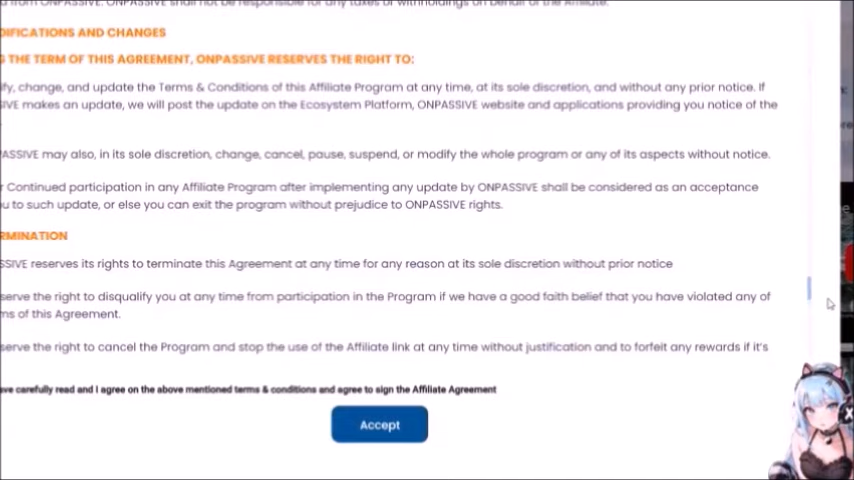 from ONPASSIVE. ONPASSIVE shall not be responsible for any taxes or withholdings on behalf of the Affiliate.
DIFICATIONS AND CHANGES
THE TERM OF THIS AGREEMENT, ONPASSIVE RESERVES THE RIGHT TO:
ify, change, and update the Terms & Conditions of this Affiliate Program at any time, at its sole discretion, and without any prior notice. If
SIVE makes an update, we will post the update on the Ecosystem Platform, ONPASSIVE website and applications providing you notice of the
PASSIVE may also, in its sole discretion, change, cancel, pause, suspend, or modify the whole program or any of its aspects without notice.
r Continued participation in any Affiliate Program after implementing any update by ONPASSIVE shall be considered as an acceptance
u to such update, or else you can exit the program without prejudice to ONPASSIVE rights.
RMINATION
SSIVE reserves its rights to terminate this Agreement at any time for any reason at its sole discretion without prior notice
serve the right to disqualify you at any time from participation in the Program if we have a good faith belief that you have violated any of
ms of this Agreement.
serve the right to cancel the Program and stop the use of the Affiliate link at any time without justification and to forfeit any rewards if it's
ave carefully read and I agree on the above mentioned terms & conditions and agree to sign the Affiliate Agreement
Accept